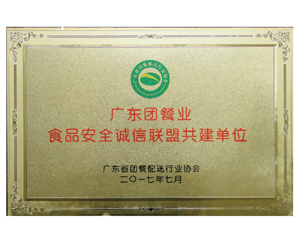 广东团餐业
食品安全诚信联盟共建单位
广东省团餐配送行业协会
二〇一七年七月